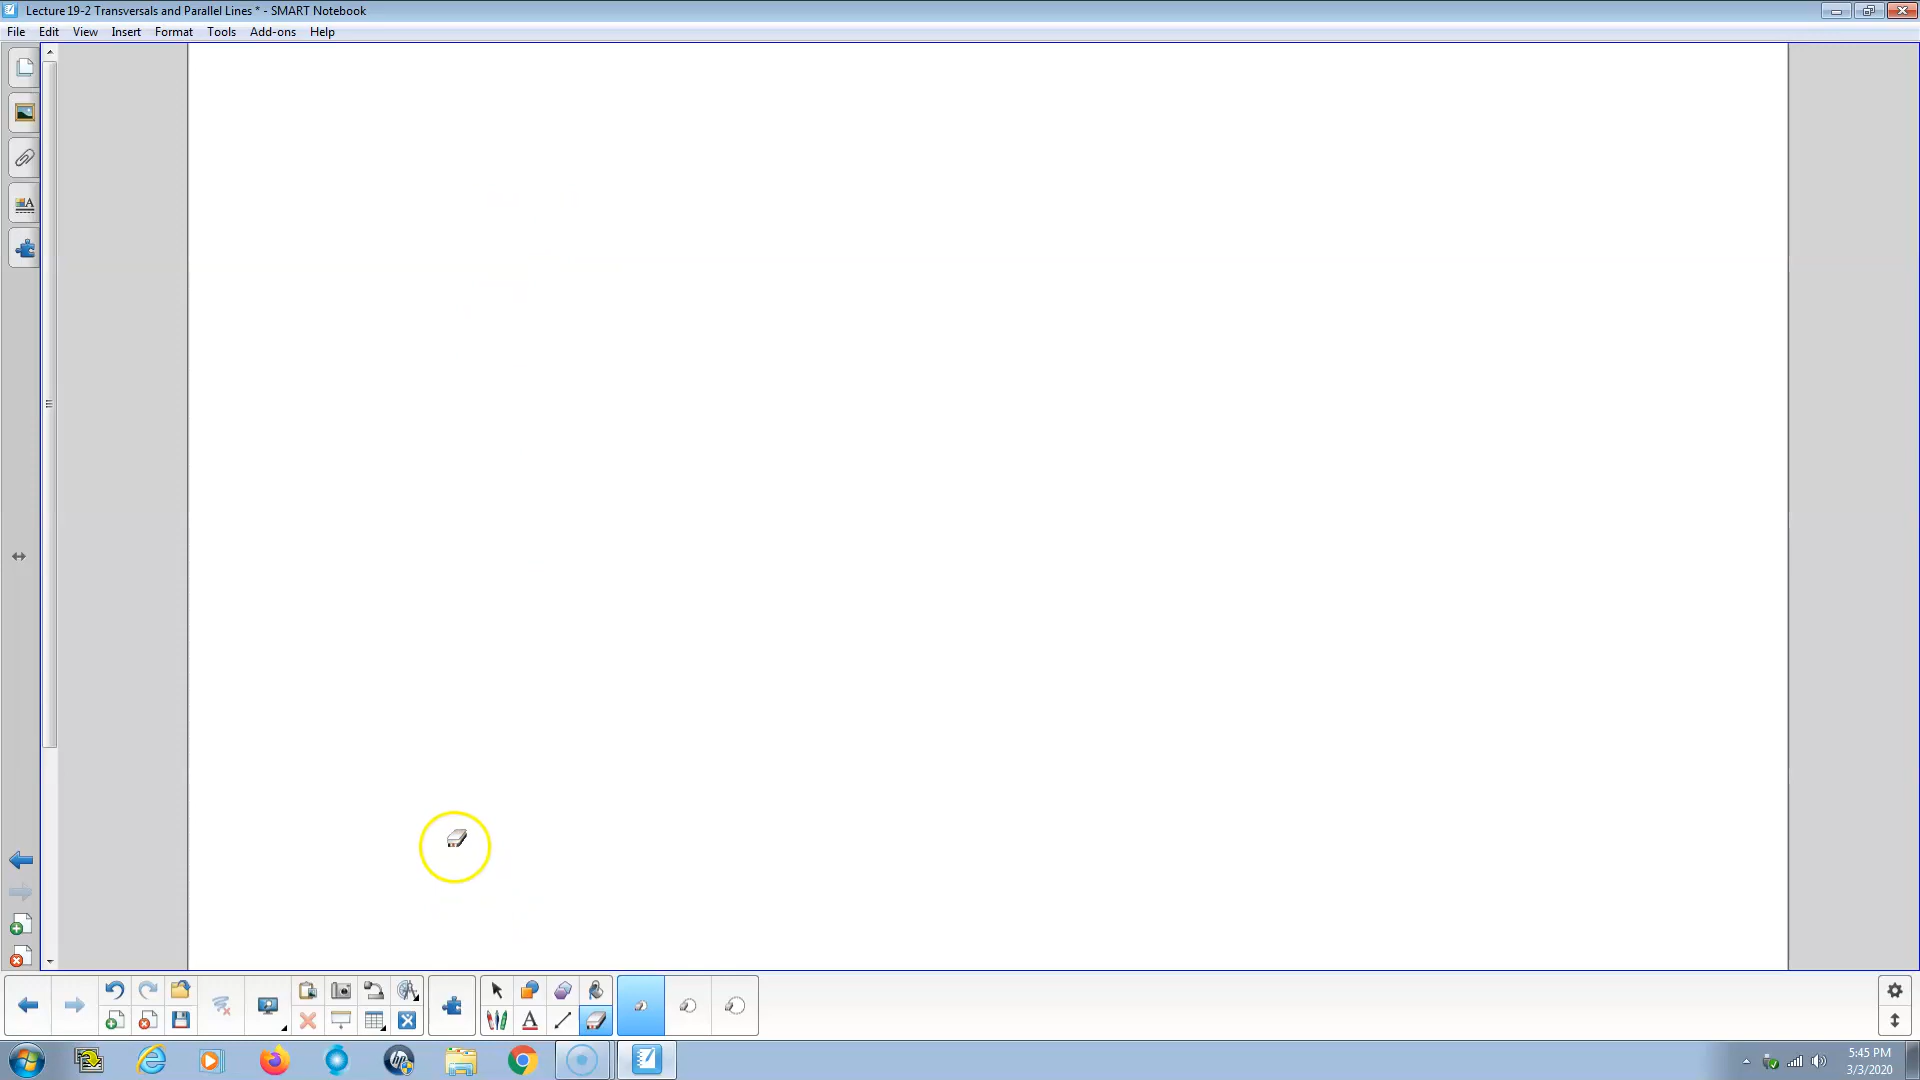 Lecture 19-2 Transversals and Parallel Lines * - SMART Notebook
File Edit View Insert Format Tools Add-ons Help
5:45 PM
3/3/2020